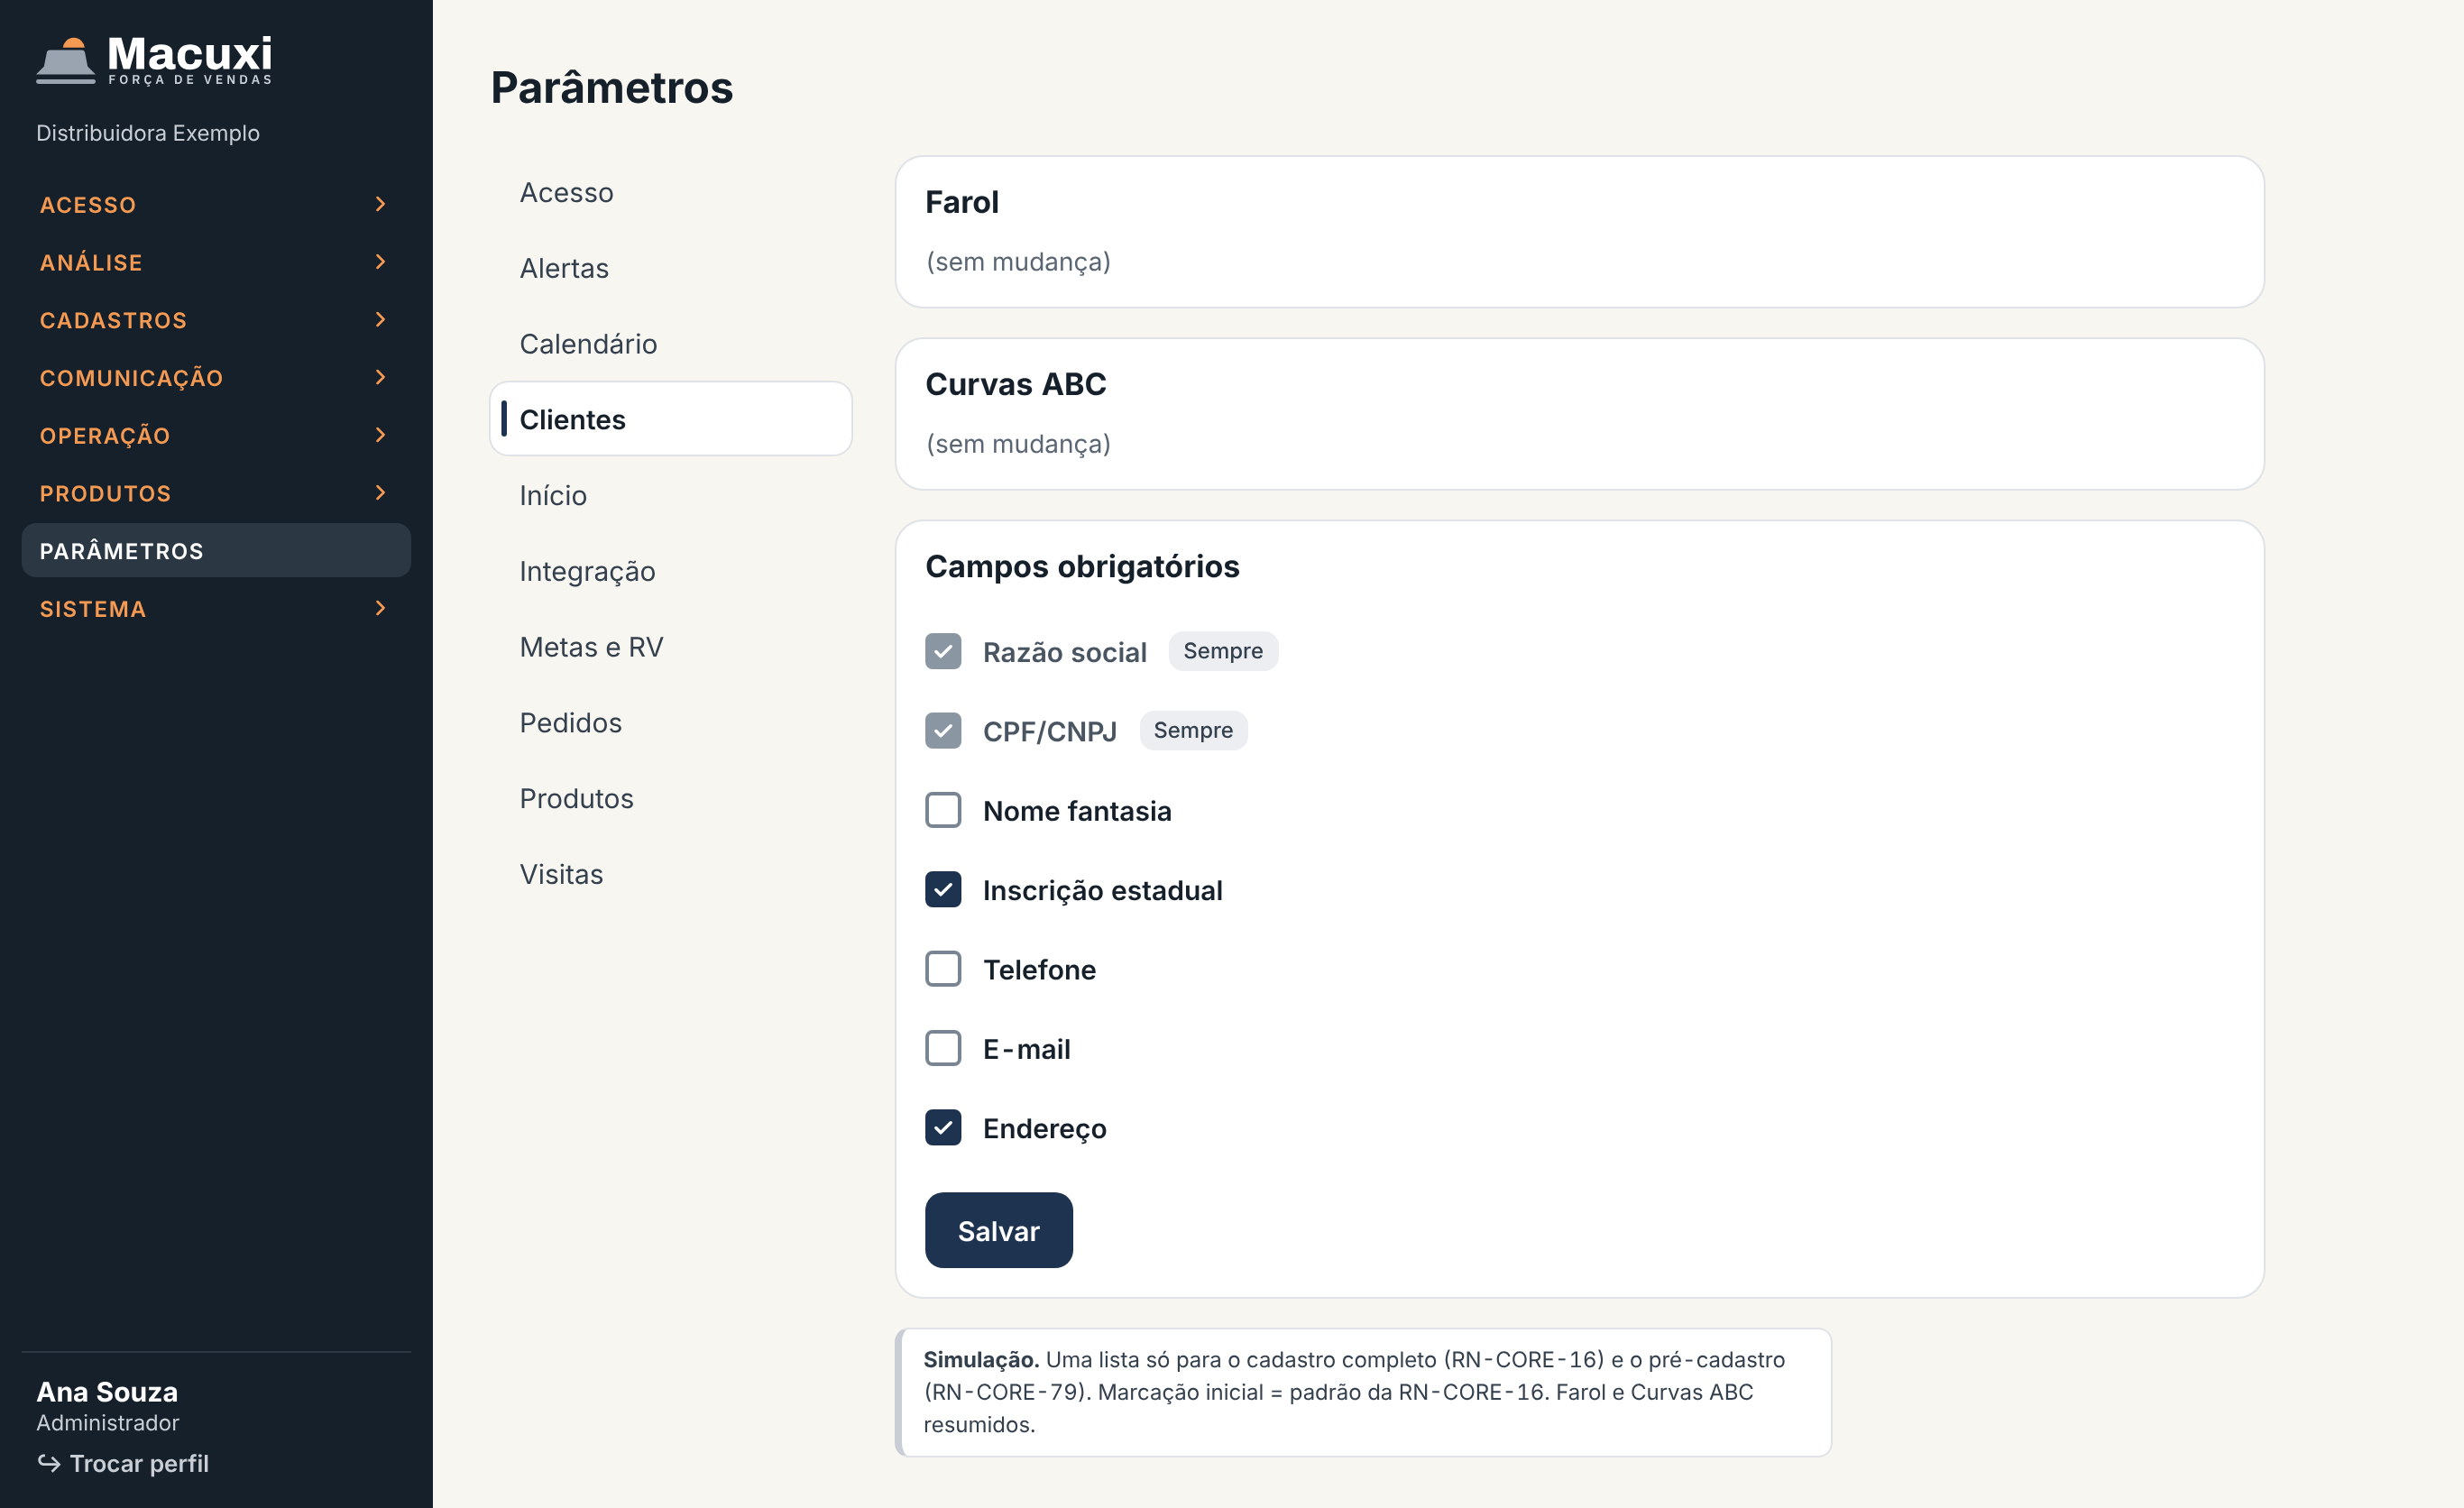 Macuxi
FORÇA DE VENDAS
Distribuidora Exemplo
ACESSO
ANÁLISE
CADASTROS
COMUNICAÇÃO
OPERAÇÃO
PRODUTOS
PARÂMETROS
SISTEMA
Ana Souza
Administrador
Trocar perfil
Parâmetros
Acesso
Alertas
Calendário
Clientes
Início
Integração
Metas e RV
Pedidos
Produtos
Visitas
Farol
(sem mudança)
Curvas ABC
(sem mudança)
Campos obrigatórios
Razão social Sempre
CPF/CNPJ Sempre
Nome fantasia
Inscrição estadual
Telefone
E-mail
Endereço
Salvar
Simulação. Uma lista só para o cadastro completo (RN-CORE-16) e o pré-cadastro
(RN-CORE-79). Marcação inicial = padrão da RN-CORE-16. Farol e Curvas ABC
resumidos.